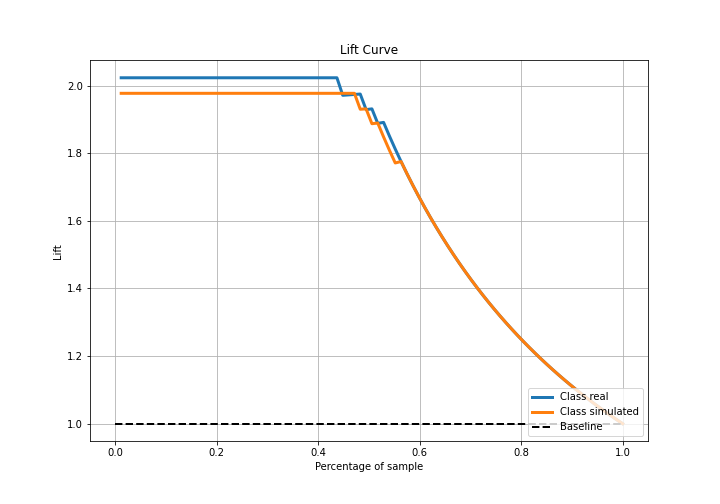 Lift Curve
2.0
1.8
1.6
1.4
1.2
1.0
Lift
0.0 0.2 0.4 0.6 0.8 1.0
Percentage of sample
Class real
Class simulated
Baseline